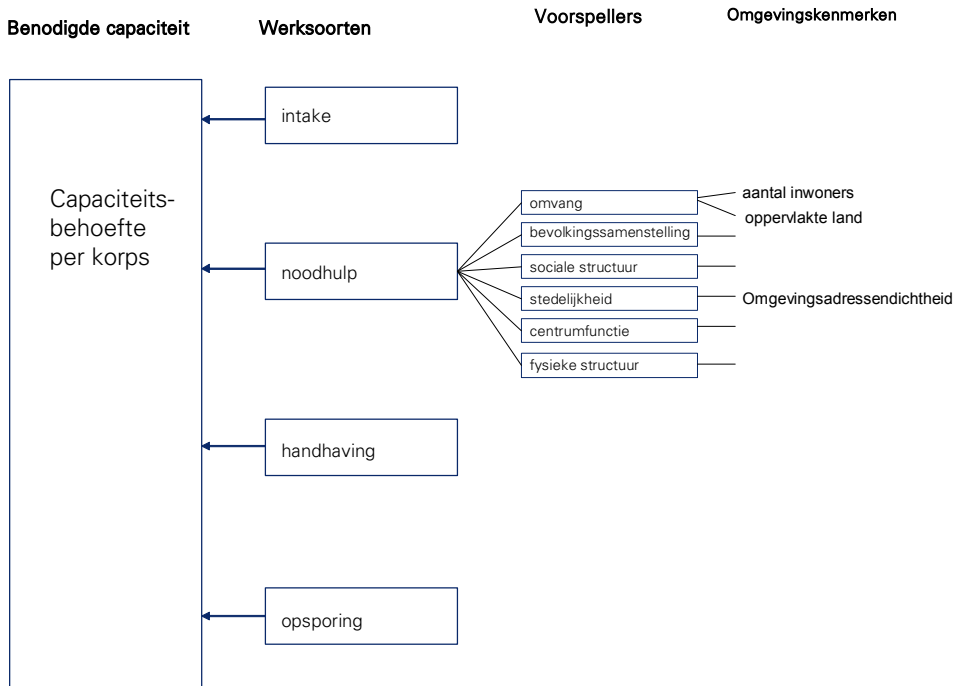 Benodigde capaciteit
Werksoorten
Voorspellers
Omgevingskenmerken
Capaciteits-
behoefte
per korps
intake
noodhulp
handhaving
opsporing
omvang
bevolkingssamenstelling
sociale structuur
stedelijkheid
centrumfunctie
fysieke structuur
aantal inwoners
oppervlakte land
Omgevingsadressendichtheid